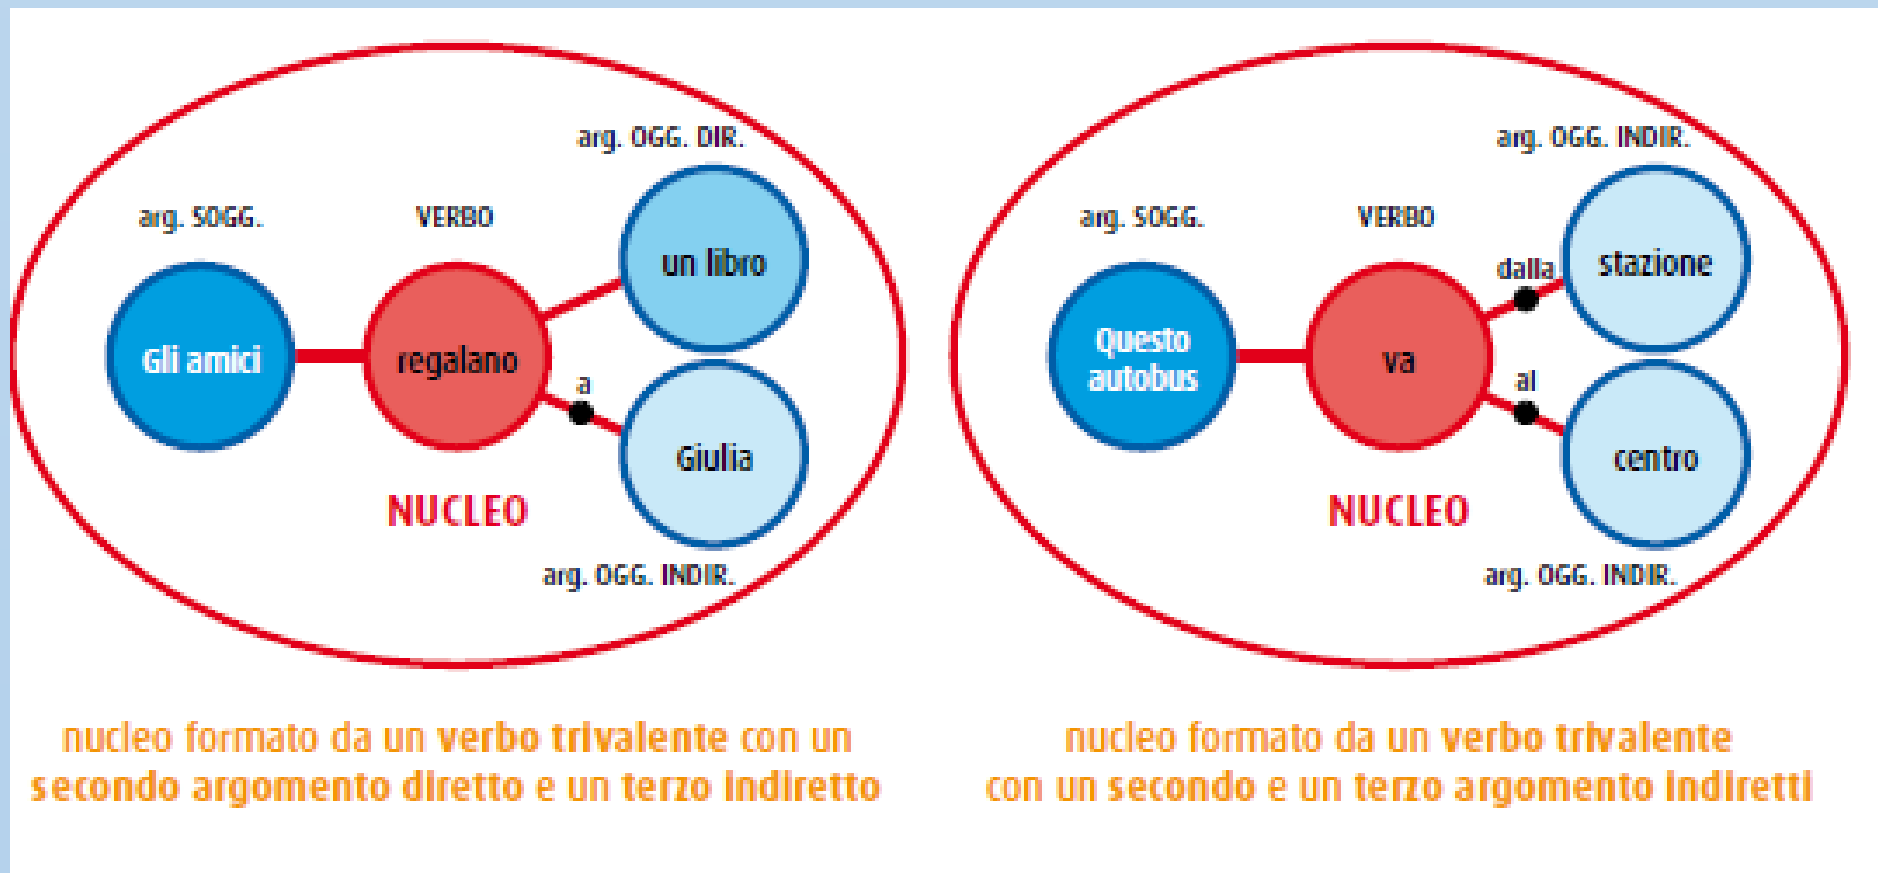 arg. OGG. DIR.
arg. SOGG.
VERBO
un libro
Gli amici
regalano
a
Giulia
NUCLEO
arg. OGG. INDIR.
nucleo formato da un verbo trivalente con un
secondo argomento diretto e un terzo indiretto
arg. OGG. INDIR.
arg. SOGG.
VERBO
dalla
stazione
Questo
autobus
va
al
centro
NUCLEO
arg. OGG. INDIR.
nucleo formato da un verbo trivalente
con un secondo e un terzo argomento indiretti